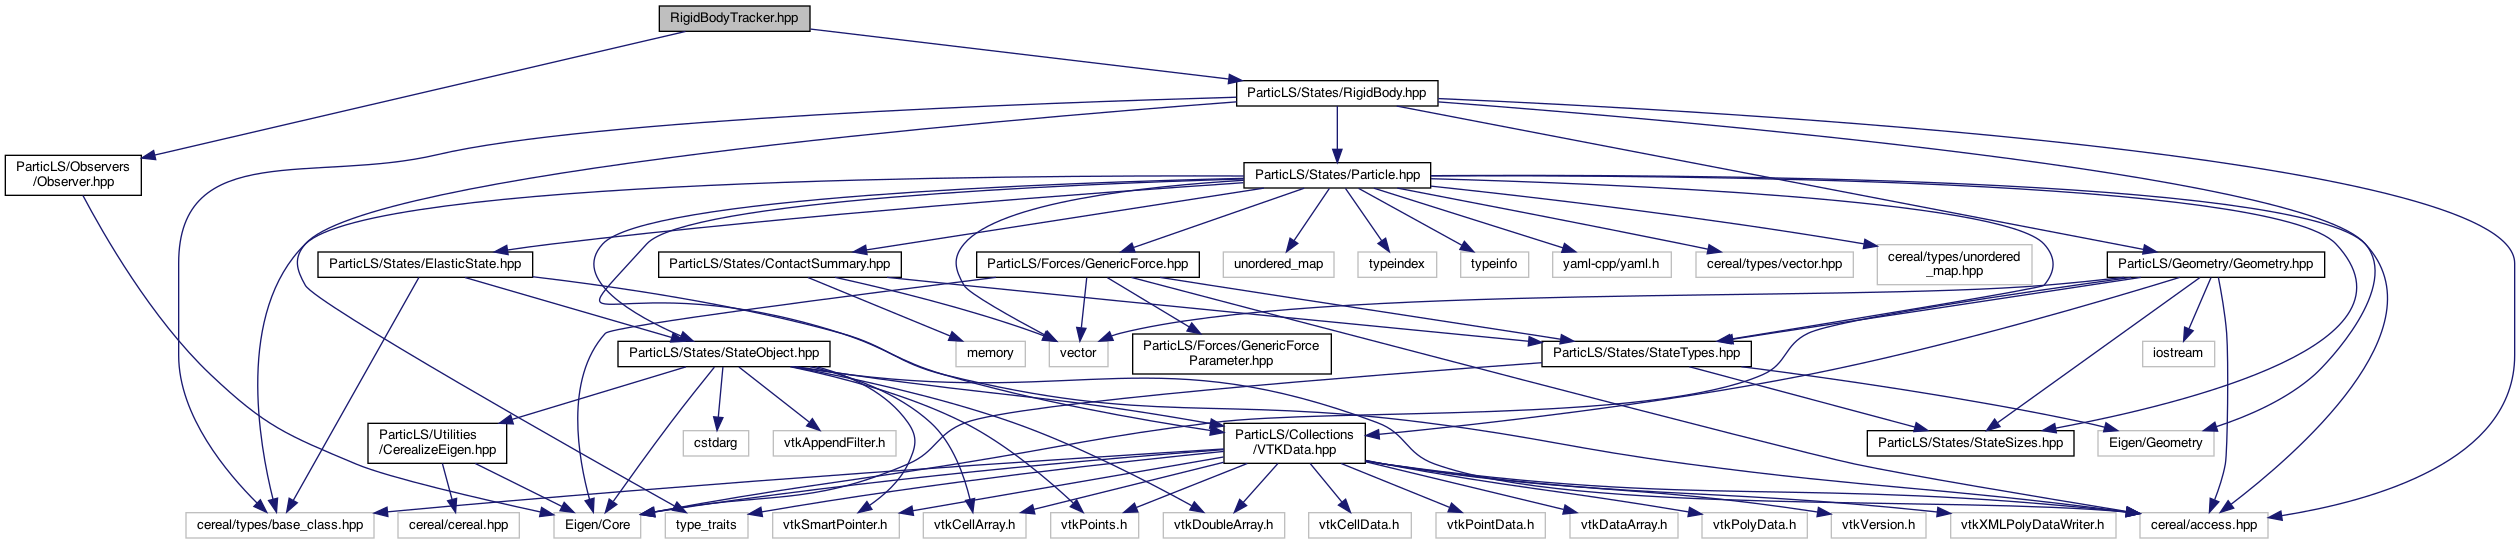 RigidBodyTracker.hpp
ParticLS/States/RigidBody.hpp
ParticLS/Observers
/Observer.hpp
ParticLS/States/Particle.hpp
ParticLS/States/ElasticState.hpp
ParticLS/States/ContactSummary.hpp
ParticLS/Forces/GenericForce.hpp
unordered_map
typeindex
typeinfo
yaml-cpp/yaml.h
cereal/types/vector.hpp
cereal/types/unordered
_map.hpp
ParticLS/Geometry/Geometry.hpp
ParticLS/States/StateObject.hpp
memory
vector
ParticLS/Forces/GenericForce
Parameter.hpp
ParticLS/States/StateTypes.hpp
iostream
ParticLS/Utilities
/CerealizeEigen.hpp
cstdarg
vtkAppendFilter.h
ParticLS/Collections
/VTKData.hpp
ParticLS/States/StateSizes.hpp
Eigen/Geometry
cereal/types/base_class.hpp
cereal/cereal.hpp
Eigen/Core
type_traits
vtkSmartPointer.h
vtkCellArray.h
vtkPoints.h
vtkDoubleArray.h
vtkCellData.h
vtkPointData.h
vtkDataArray.h
vtkPolyData.h
vtkVersion.h
vtkXMLPolyDataWriter.h
cereal/access.hpp